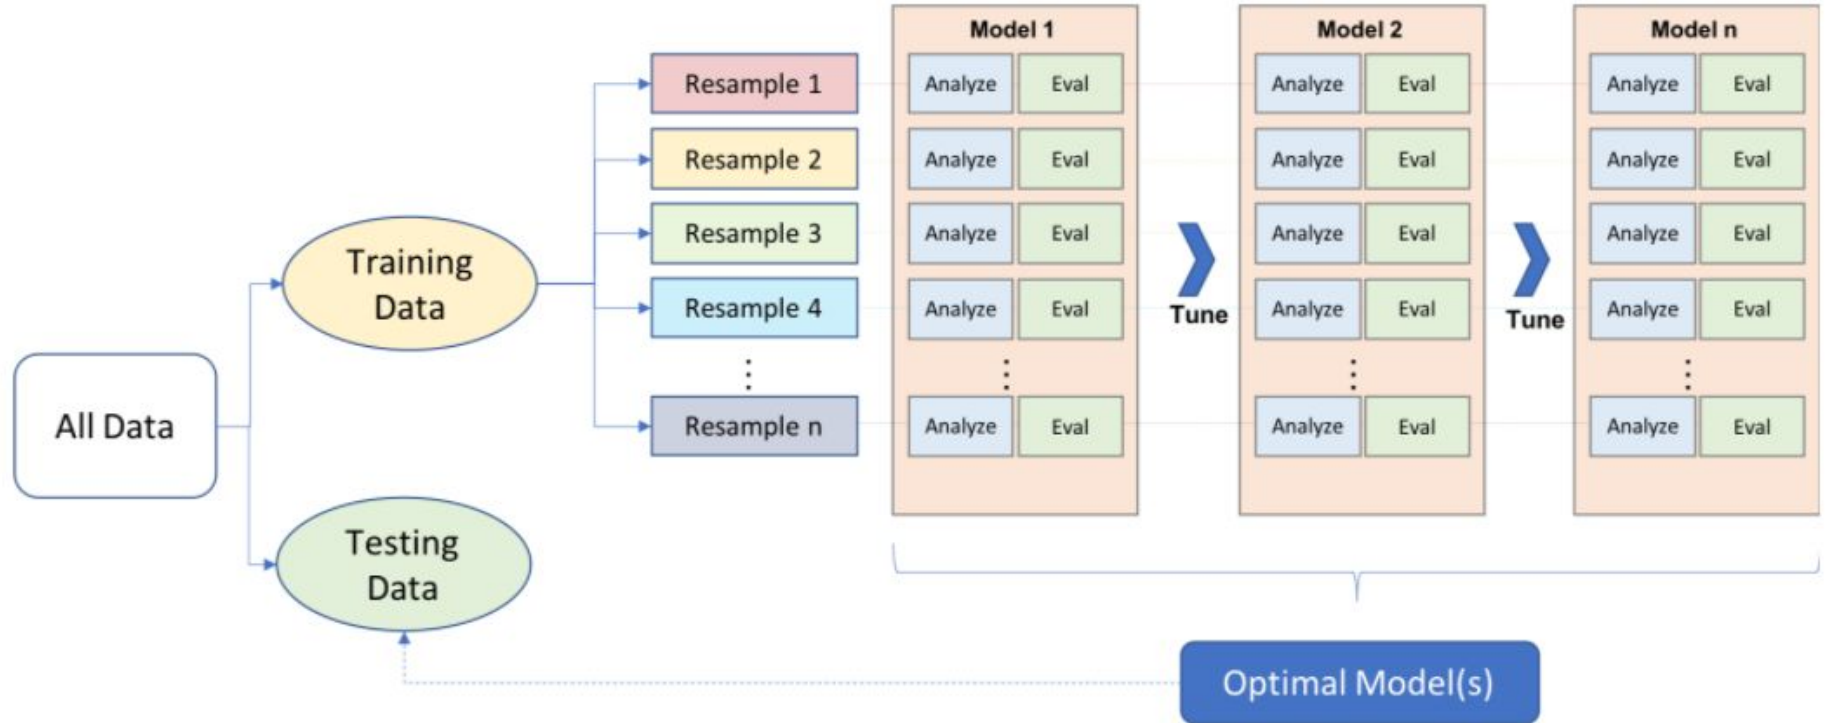 Model 1
Model 2
Model n
Resample 1
Analyze
Eval
Analyze
Eval
Analyze
Eval
Resample 2
Analyze
Eval
Analyze
Eval
Analyze
Eval
Resample 3
Analyze
Eval
Analyze
Eval
Analyze
Eval
Training
Data
Resample 4
Analyze
Eval
Tune
Analyze
Eval
Tune
Analyze
Eval
All Data
Resample n
Analyze
Eval
Analyze
Eval
Analyze
Eval
Testing
Data
Optimal Model(s)